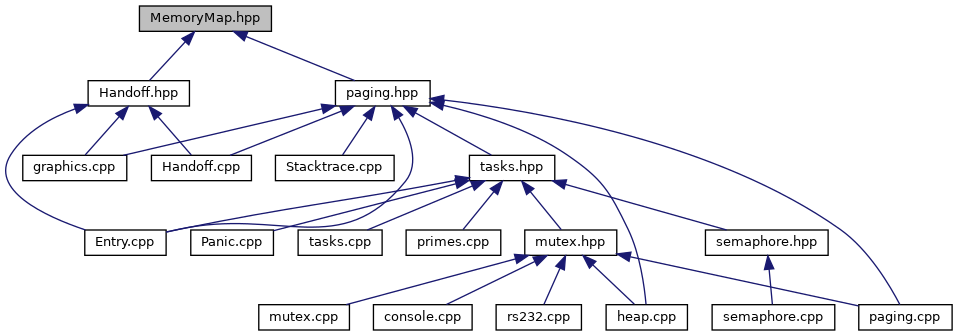 MemoryMap.hpp
Handoff.hpp
paging.hpp
graphics.cpp
Handoff.cpp
Stacktrace.cpp
tasks.hpp
Entry.cpp
Panic.cpp
tasks.cpp
primes.cpp
mutex.hpp
semaphore.hpp
mutex.cpp
console.cpp
rs232.cpp
heap.cpp
semaphore.cpp
paging.cpp